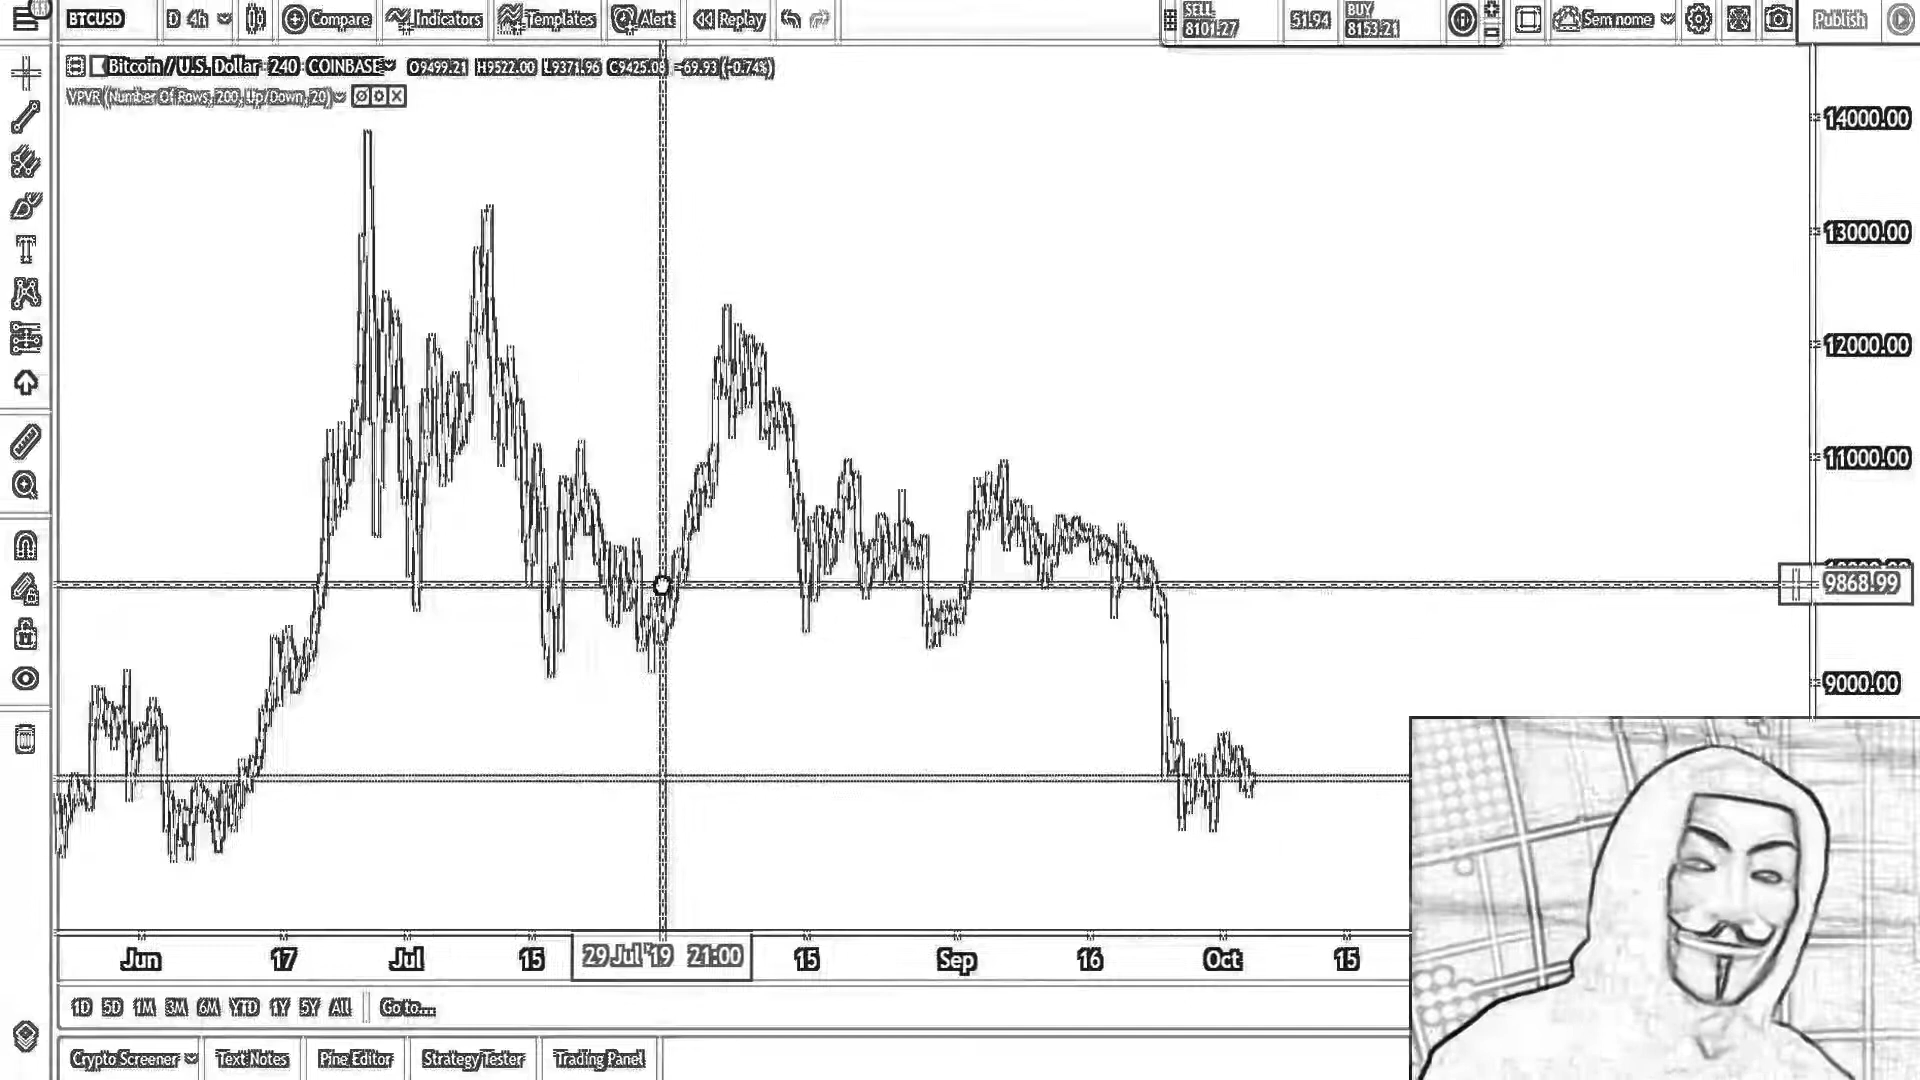 BTCUSD D 4h Compare Indicators Templates Alert Replay SELL 8101.27 51.94 BUY 8153.21 Sem nome Publish
Bitcoin / U.S. Dollar 240 COINBASE O9499.21 H9522.00 L9371.96 C9425.08 -69.93 (-0.74%)
VPVR (Number Of Rows, 200, Up/Down, 20)
14000.00
13000.00
12000.00
11000.00
9868.99
9000.00
Jun 17 Jul 15 29 Jul '19 21:00 15 Sep 16 Oct 15
1D 5D 1M 3M 6M YTD 1Y 5Y All Go to...
Crypto Screener Text Notes Pine Editor Strategy Tester Trading Panel